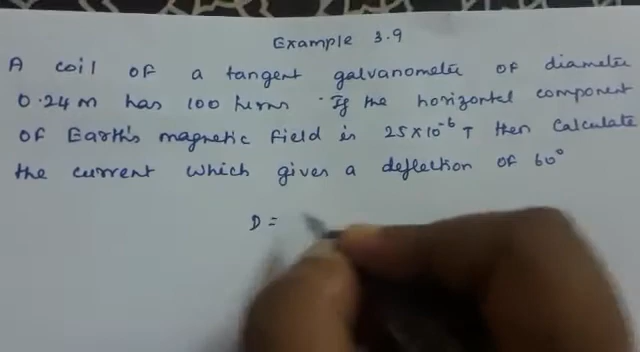 Example 3.9
A coil of a tangent galvanometer of diameter
0.24 m has 100 turns. If the horizontal component
of Earth's magnetic field is 25×10⁻⁶ T then Calculate
the current which gives a deflection of 60°
D =